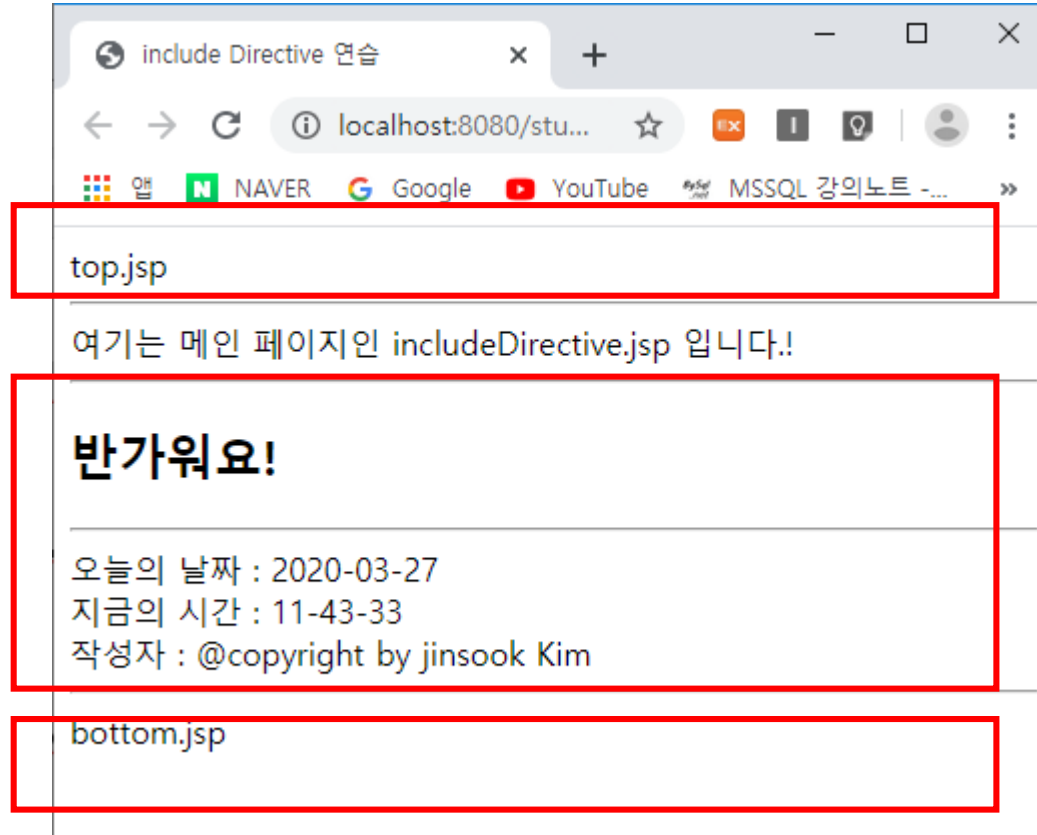 include Directive 연습
localhost:8080/stu...
앱 NAVER Google YouTube MSSQL 강의노트 -...
top.jsp
여기는 메인 페이지인 includeDirective.jsp 입니다.!
반가워요!
오늘의 날짜 : 2020-03-27
지금의 시간 : 11-43-33
작성자 : @copyright by jinsook Kim
bottom.jsp